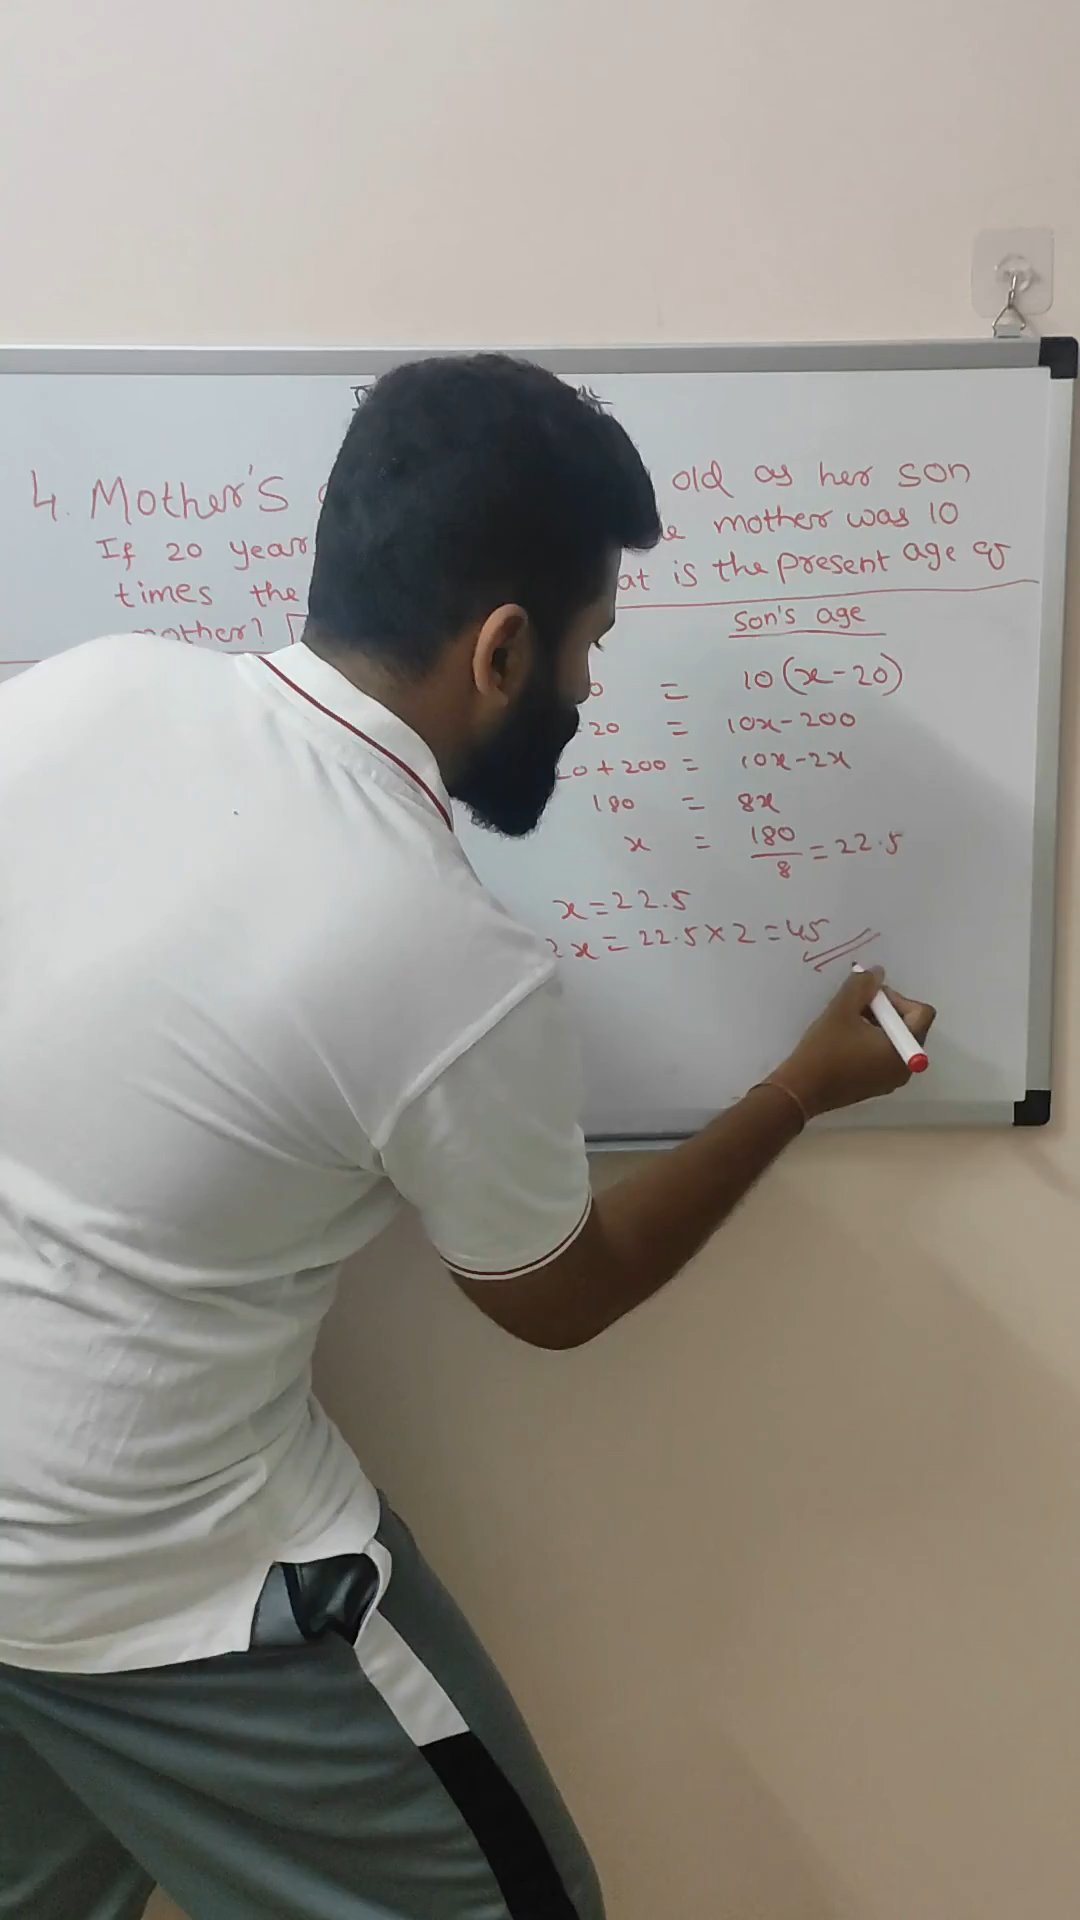 4. Mother's old as her son
If 20 year mother was 10
times the at is the present age of
mother?
Son's age
0 = 10(x-20)
-20 = 10x-200
20+200 = 10x-2x
180 = 8x
x = 180/8 = 22.5
x=22.5
2x = 22.5×2=45